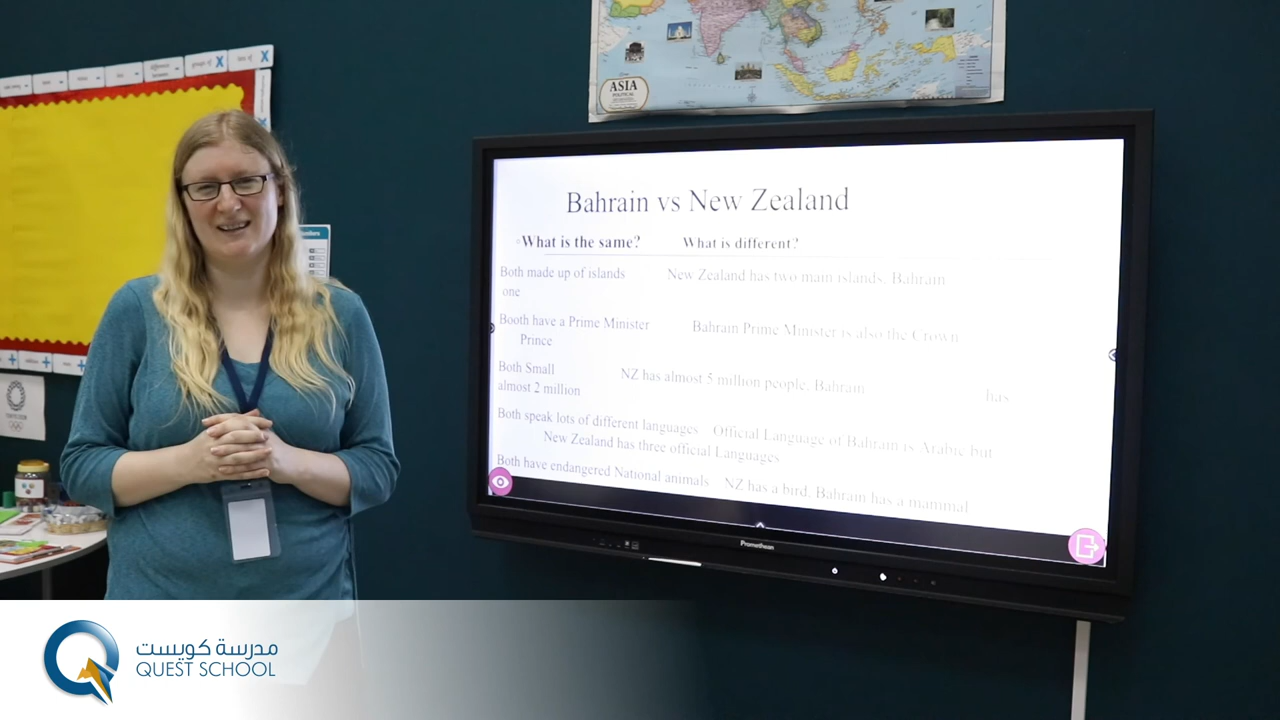 ASIA
POLITICAL
Bahrain vs New Zealand
What is the same? What is different?
Both made up of islands New Zealand has two main islands. Bahrain
one
Booth have a Prime Minister Bahrain Prime Minister is also the Crown
Prince
Both Small NZ has almost 5 million people. Bahrain has
almost 2 million
Both speak lots of different languages Official Language of Bahrain is Arabic but
New Zealand has three official Languages
Both have endangered National animals NZ has a bird. Bahrain has a mammal
Promethean
مدرسة كويست
QUEST SCHOOL